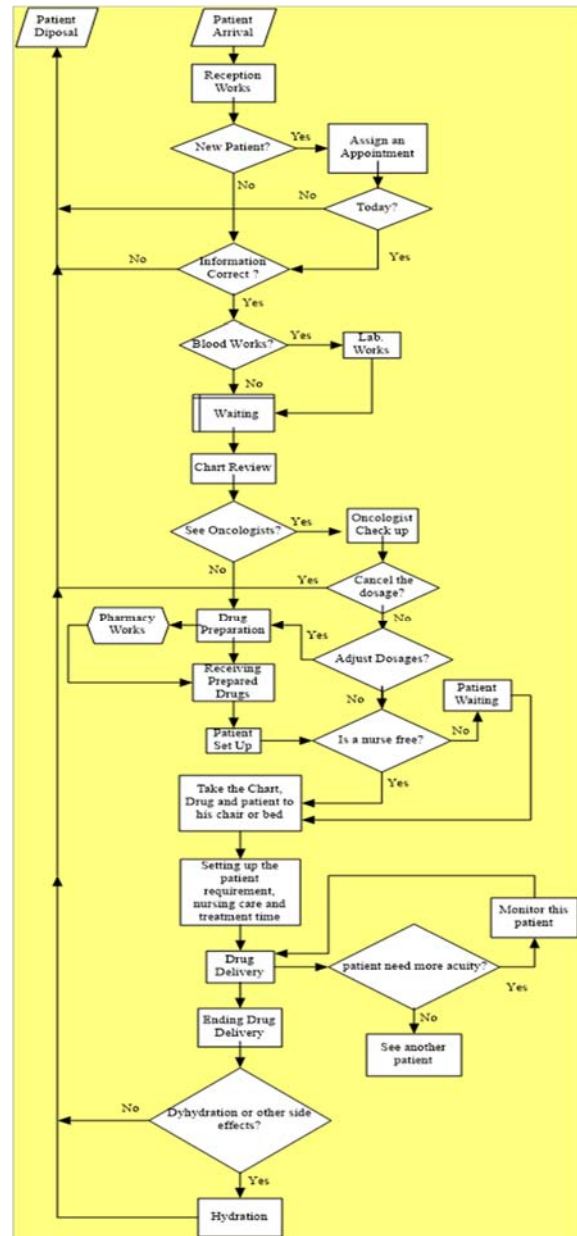 Patient
Diposal
Patient
Arrival
Reception
Works
New Patient?
Yes
Assign an
Appointment
No
No
Today?
Yes
No
Information
Correct ?
Yes
Blood Works?
Yes
Lab.
Works
No
Waiting
Chart Review
See Oncologists?
Yes
Oncologist
Check up
No
Yes
Cancel the
dosage?
No
Pharmacy
Works
Drug
Preparation
Yes
Adjust Dosages?
Receiving
Prepared
Drugs
No
Patient
Waiting
Patient
Set Up
Is a nurse free?
No
Yes
Take the Chart,
Drug and patient to
his chair or bed
Setting up the
patient
requirement,
nursing care and
treatment time
Monitor this
patient
Drug
Delivery
patient need more acuity?
Yes
Ending Drug
Delivery
No
See another
patient
No
Dyhydration or other side
effects?
Yes
Hydration